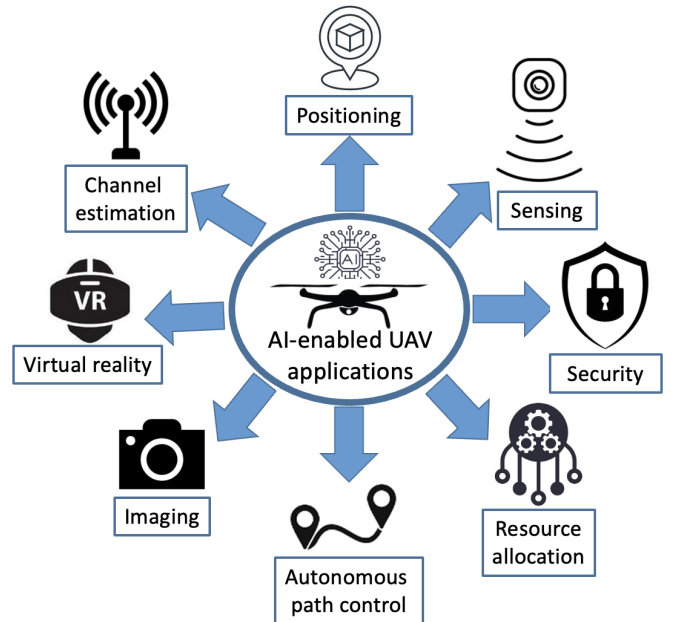 Positioning
Channel
estimation
Sensing
AI
VR
AI-enabled UAV
applications
Virtual reality
Security
Imaging
Resource
allocation
Autonomous
path control